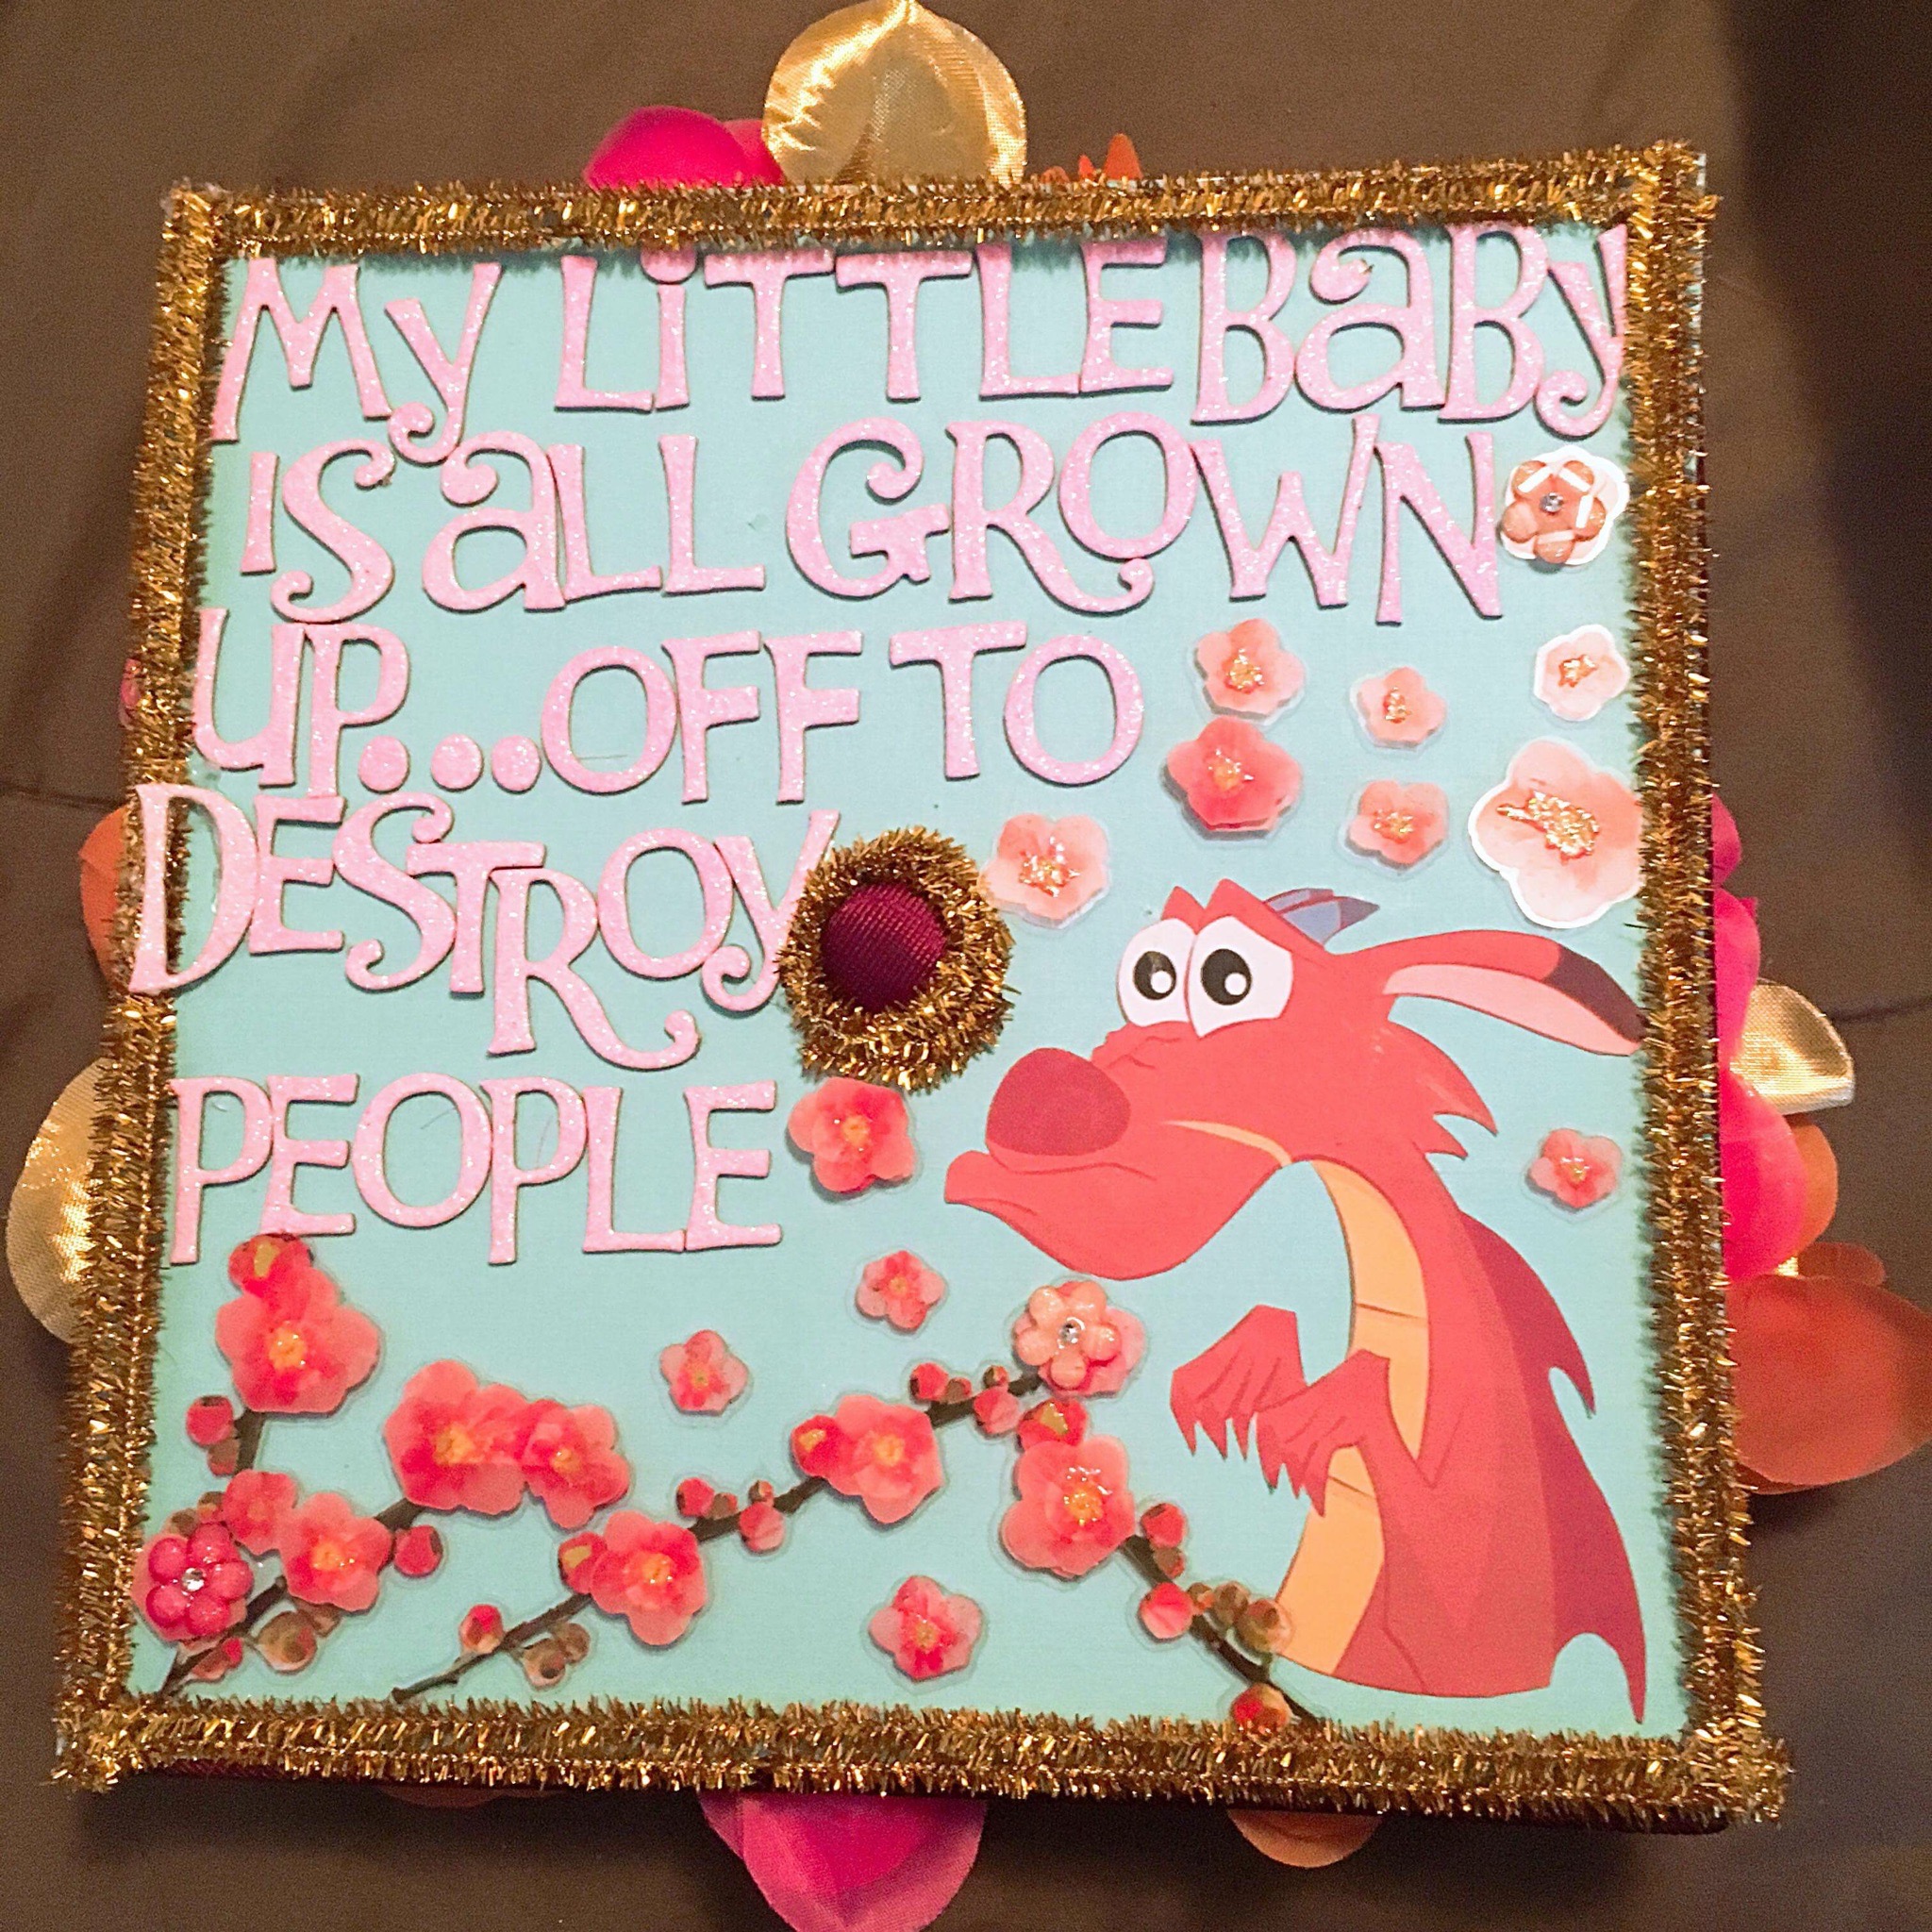 My LiTTLE BaBy
IS aLL GROWN
UP...OFF TO
DESTROy
PEOPLE